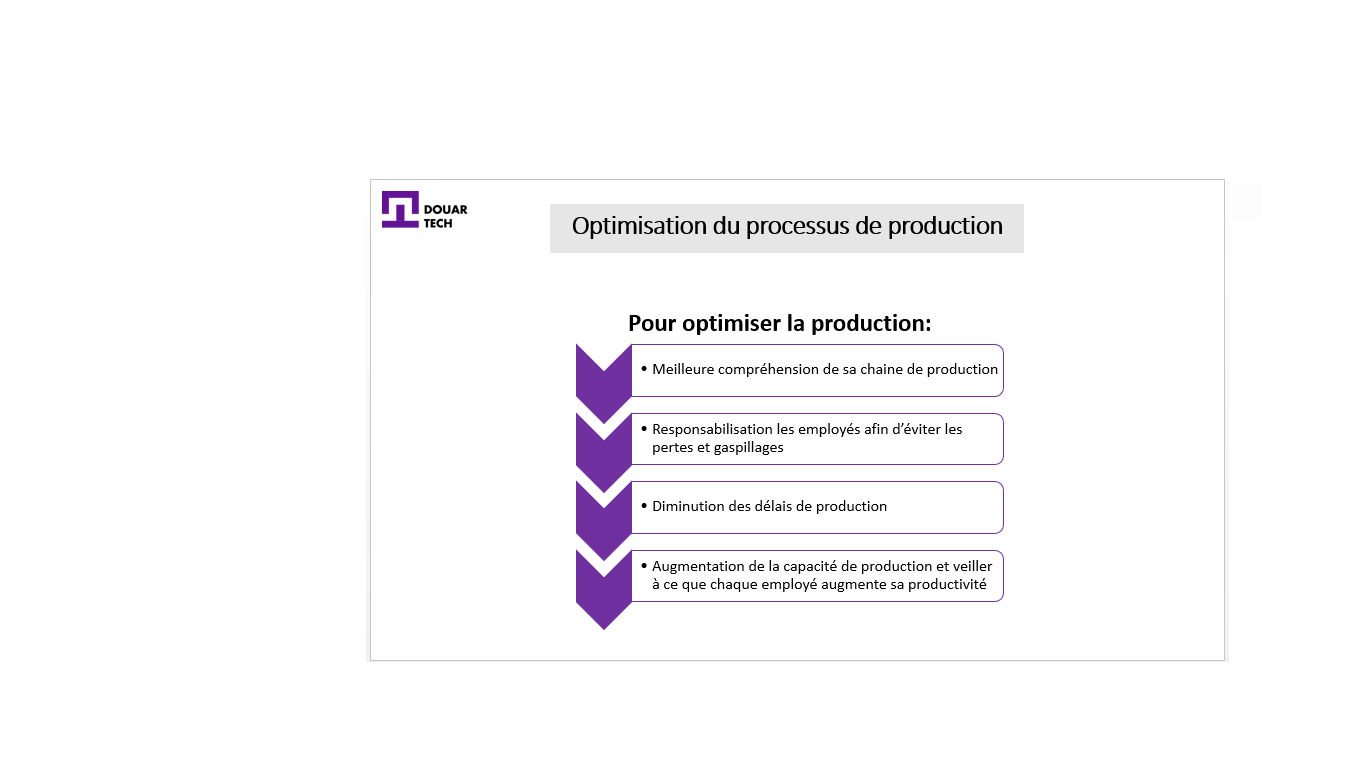 DOUAR
TECH
Optimisation du processus de production
Pour optimiser la production:
• Meilleure compréhension de sa chaine de production
• Responsabilisation les employés afin d’éviter les
pertes et gaspillages
• Diminution des délais de production
• Augmentation de la capacité de production et veiller
à ce que chaque employé augmente sa productivité